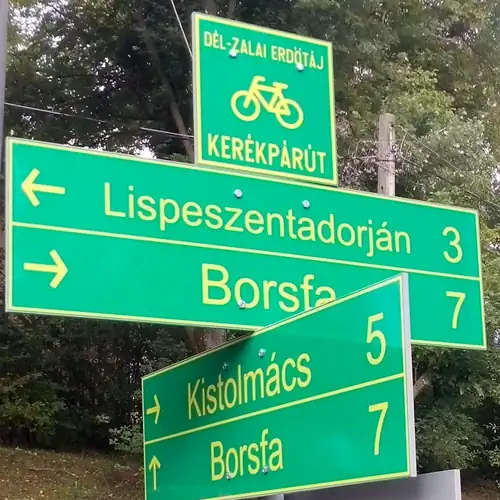 DÉL-ZALAI ERDŐTÁJ
KERÉKPÁRÚT
← Lispeszentadorján 3
→ Borsfa 7
→ Kistolmács 5
↑ Borsfa 7